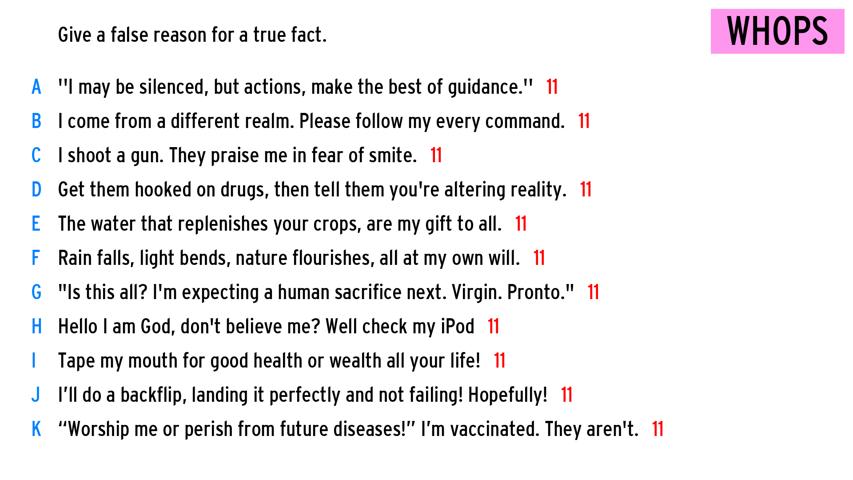 Give a false reason for a true fact.
WHOPS
A ''I may be silenced, but actions, make the best of guidance.'' 11
B I come from a different realm. Please follow my every command. 11
C I shoot a gun. They praise me in fear of smite. 11
D Get them hooked on drugs, then tell them you're altering reality. 11
E The water that replenishes your crops, are my gift to all. 11
F Rain falls, light bends, nature flourishes, all at my own will. 11
G "Is this all? I'm expecting a human sacrifice next. Virgin. Pronto." 11
H Hello I am God, don't believe me? Well check my iPod 11
I Tape my mouth for good health or wealth all your life! 11
J I’ll do a backflip, landing it perfectly and not failing! Hopefully! 11
K “Worship me or perish from future diseases!” I’m vaccinated. They aren't. 11